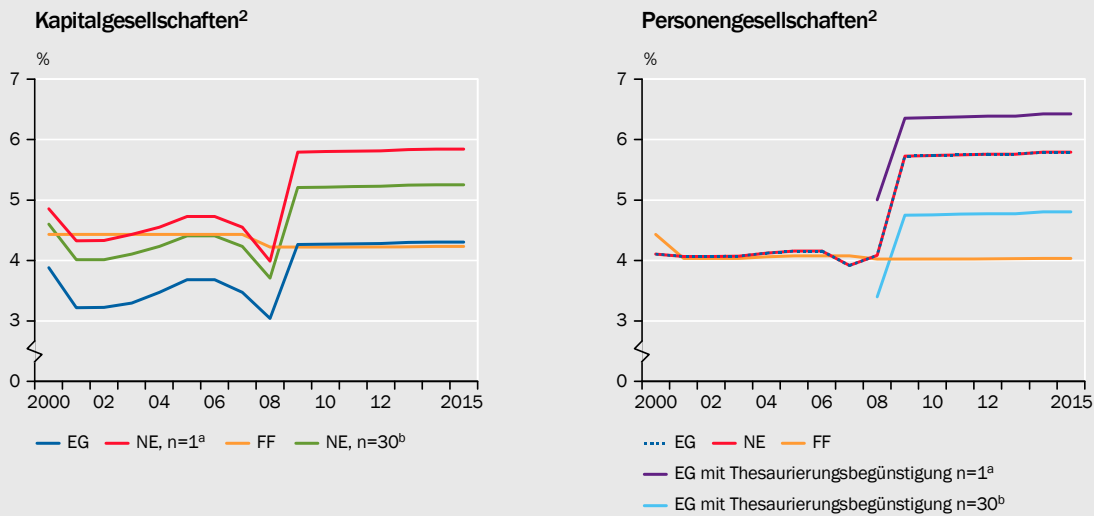 Kapitalgesellschaften²
%
7
6
5
4
3
0
2000 02 04 06 08 10 12 2015
EG NE, n=1ᵃ FF NE, n=30ᵇ
Personengesellschaften²
%
7
6
5
4
3
0
2000 02 04 06 08 10 12 2015
EG NE FF
EG mit Thesaurierungsbegünstigung n=1ᵃ
EG mit Thesaurierungsbegünstigung n=30ᵇ